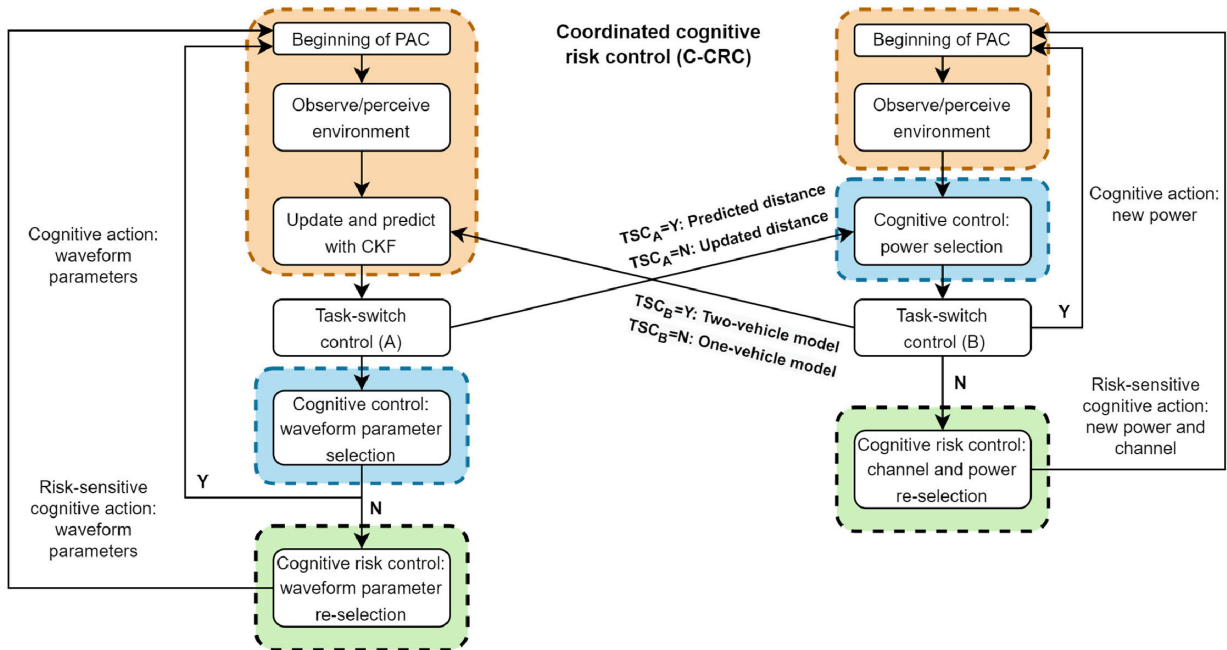 Coordinated cognitive
risk control (C-CRC)
Beginning of PAC
Observe/perceive
environment
Update and predict
with CKF
Task-switch
control (A)
Cognitive control:
waveform parameter
selection
Y
N
Cognitive risk control:
waveform parameter
re-selection
Cognitive action:
waveform
parameters
Risk-sensitive
cognitive action:
waveform
parameters
TSC_A=Y: Predicted distance
TSC_A=N: Updated distance
TSC_B=Y: Two-vehicle model
TSC_B=N: One-vehicle model
Beginning of PAC
Observe/perceive
environment
Cognitive control:
power selection
Task-switch
control (B)
Y
N
Cognitive risk control:
channel and power
re-selection
Cognitive action:
new power
Risk-sensitive
cognitive action:
new power and
channel